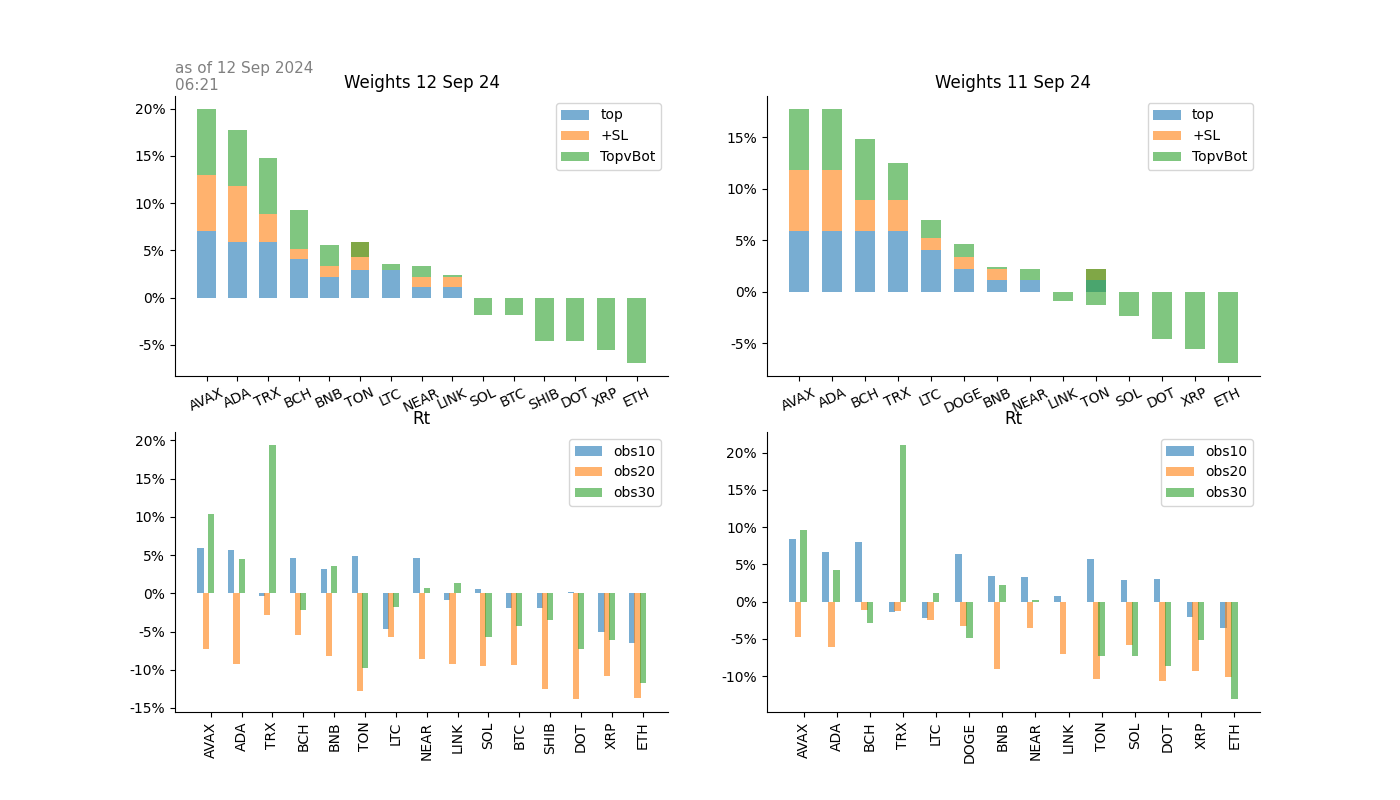 as of 12 Sep 2024
06:21
Weights 12 Sep 24
20%
15%
10%
5%
0%
-5%
top
+SL
TopvBot
AVAX ADA TRX BCH BNB TON LTC NEAR LINK SOL BTC SHIB DOT XRP ETH
Weights 11 Sep 24
15%
10%
5%
0%
-5%
top
+SL
TopvBot
AVAX ADA BCH TRX LTC DOGE BNB NEAR LINK TON SOL DOT XRP ETH
Rt
20%
15%
10%
5%
0%
-5%
-10%
-15%
obs10
obs20
obs30
AVAX ADA TRX BCH BNB TON LTC NEAR LINK SOL BTC SHIB DOT XRP ETH
Rt
20%
15%
10%
5%
0%
-5%
-10%
obs10
obs20
obs30
AVAX ADA BCH TRX LTC DOGE BNB NEAR LINK TON SOL DOT XRP ETH